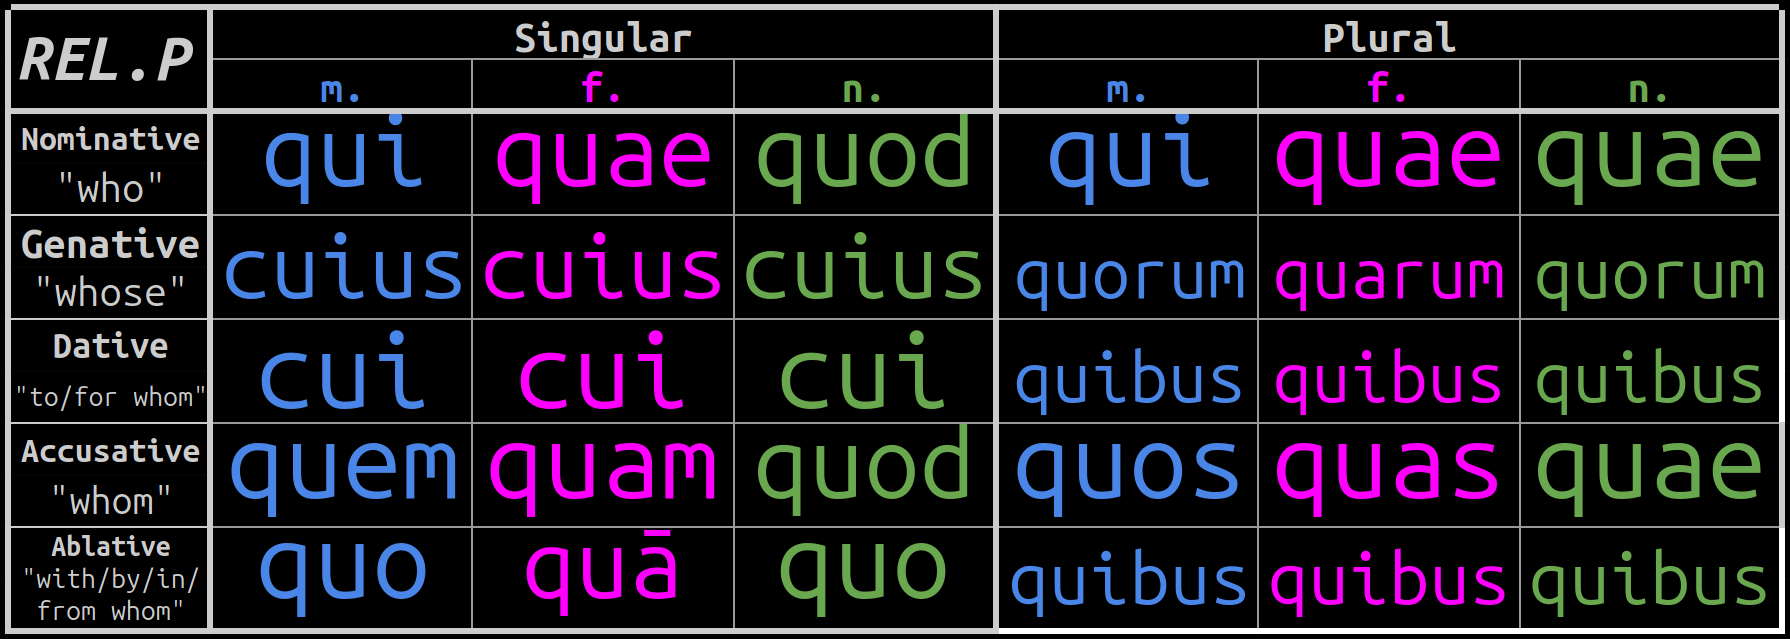 REL.P Singular Plural
m. f. n. m. f. n.
Nominative "who" qui quae quod qui quae quae
Genative "whose" cuius cuius cuius quorum quarum quorum
Dative "to/for whom" cui cui cui quibus quibus quibus
Accusative "whom" quem quam quod quos quas quae
Ablative "with/by/in/from whom" quo quā quo quibus quibus quibus